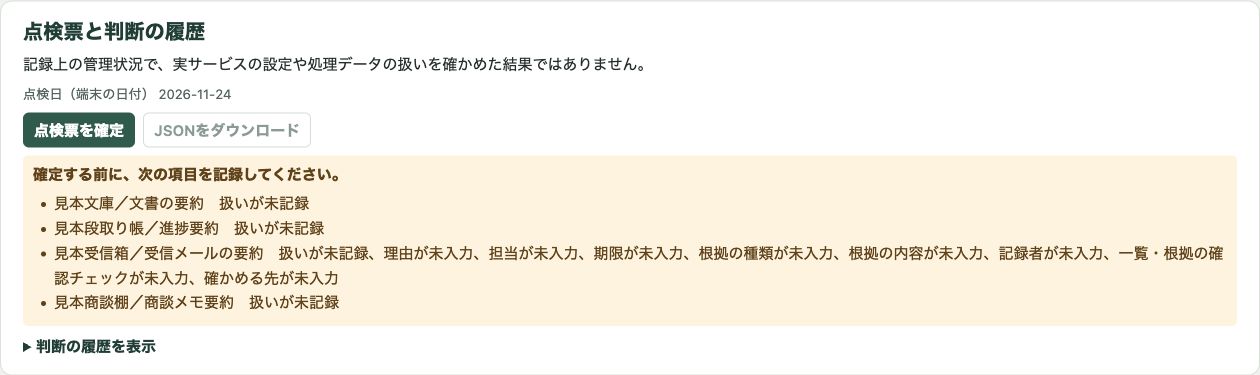 点検票と判断の履歴
記録上の管理状況で、実サービスの設定や処理データの扱いを確かめた結果ではありません。
点検日（端末の日付） 2026-11-24
点検票を確定 JSONをダウンロード
確定する前に、次の項目を記録してください。
• 見本文庫／文書の要約　扱いが未記録
• 見本段取り帳／進捗要約　扱いが未記録
• 見本受信箱／受信メールの要約　扱いが未記録、理由が未入力、担当が未入力、期限が未入力、根拠の種類が未入力、根拠の内容が未入力、記録者が未入力、一覧・根拠の確
認チェックが未入力、確かめる先が未入力
• 見本商談棚／商談メモ要約　扱いが未記録
▶ 判断の履歴を表示